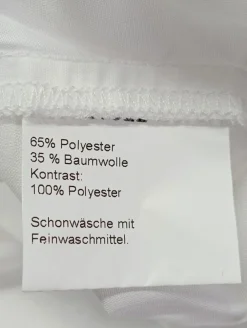 65% Polyester
35 % Baumwolle
Kontrast:
100% Polyester
Schonwäsche mit
Feinwaschmittel.